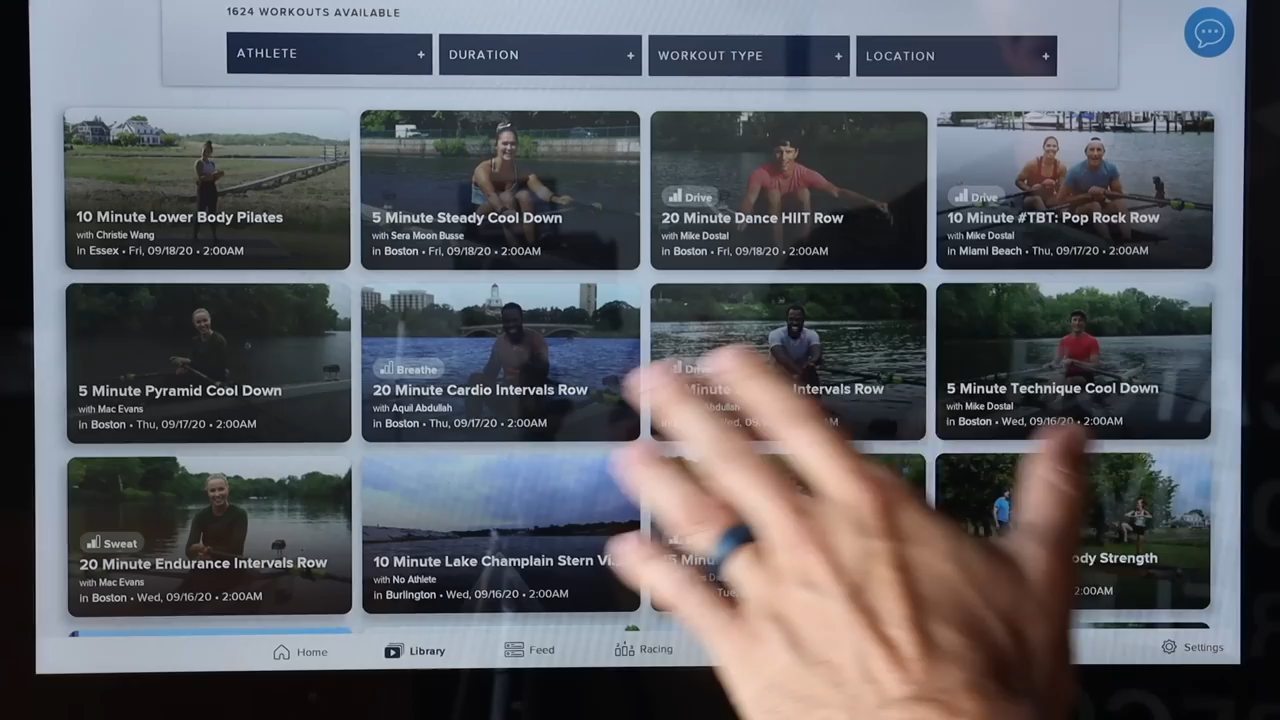 1624 WORKOUTS AVAILABLE
ATHLETE +
DURATION +
WORKOUT TYPE +
LOCATION +
10 Minute Lower Body Pilates
with Christie Wang
in Essex • Fri, 09/18/20 • 2:00AM
5 Minute Steady Cool Down
with Sera Moon Busse
in Boston • Fri, 09/18/20 • 2:00AM
Drive
20 Minute Dance HIIT Row
with Mike Dostal
in Boston • Fri, 09/18/20 • 2:00AM
Drive
10 Minute #TBT: Pop Rock Row
with Mike Dostal
in Miami Beach • Thu, 09/17/20 • 2:00AM
5 Minute Pyramid Cool Down
with Mac Evans
in Boston • Thu, 09/17/20 • 2:00AM
Breathe
20 Minute Cardio Intervals Row
with Aquil Abdullah
in Boston • Thu, 09/17/20 • 2:00AM
Intervals Row
Abdullah
5 Minute Technique Cool Down
with Mike Dostal
in Boston • Wed, 09/16/20 • 2:00AM
Sweat
20 Minute Endurance Intervals Row
with Mac Evans
in Boston • Wed, 09/16/20 • 2:00AM
10 Minute Lake Champlain Stern Vi...
with No Athlete
in Burlington • Wed, 09/16/20 • 2:00AM
Strength
2:00AM
Home
Library
Feed
Racing
Settings